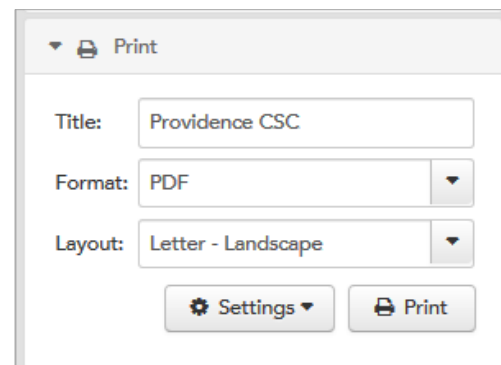 Print
Title: Providence CSC
Format: PDF
Layout: Letter - Landscape
Settings Print